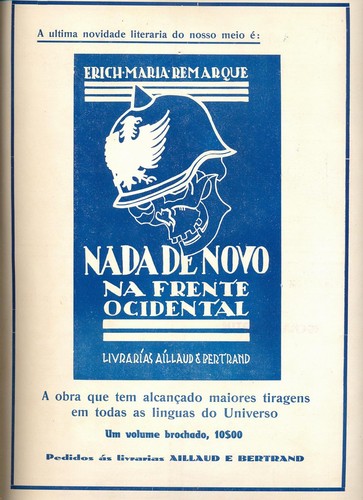 A ultima novidade literaria do nosso meio é:
ERICH-MARIA-REMARQUE
NADA DE NOVO
NA FRENTE
OCIDENTAL
LIVRARÍAS AÍLLAUD & BERTRAND
A obra que tem alcançado maiores tiragens
em todas as linguas do Universo
Um volume brochado, 10$00
Pedidos ás livrarias AILLAUD E BERTRAND